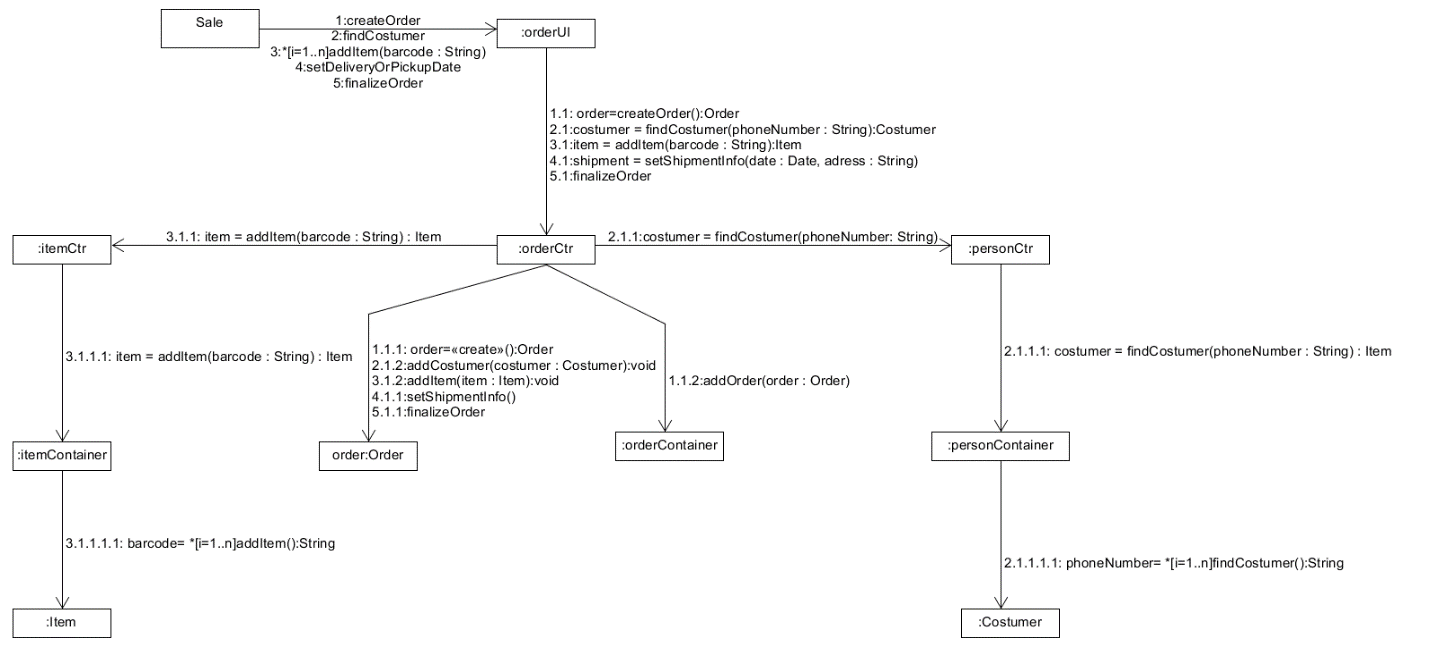 Sale
1:createOrder
2:findCostumer
3:*[i=1..n]addItem(barcode : String)
4:setDeliveryOrPickupDate
5:finalizeOrder
:orderUI
1.1: order=createOrder():Order
2.1:costumer = findCostumer(phoneNumber : String):Costumer
3.1:item = addItem(barcode : String):Item
4.1:shipment = setShipmentInfo(date : Date, adress : String)
5.1:finalizeOrder
:itemCtr
3.1.1: item = addItem(barcode : String) : Item
:orderCtr
2.1.1:costumer = findCostumer(phoneNumber: String)
:personCtr
3.1.1.1: item = addItem(barcode : String) : Item
1.1.1: order=«create»():Order
2.1.2:addCostumer(costumer : Costumer):void
3.1.2:addItem(item : Item):void
4.1.1:setShipmentInfo()
5.1.1:finalizeOrder
1.1.2:addOrder(order : Order)
2.1.1.1: costumer = findCostumer(phoneNumber : String) : Item
:itemContainer
order:Order
:orderContainer
:personContainer
3.1.1.1.1: barcode= *[i=1..n]addItem():String
2.1.1.1.1: phoneNumber= *[i=1..n]findCostumer():String
:Item
:Costumer